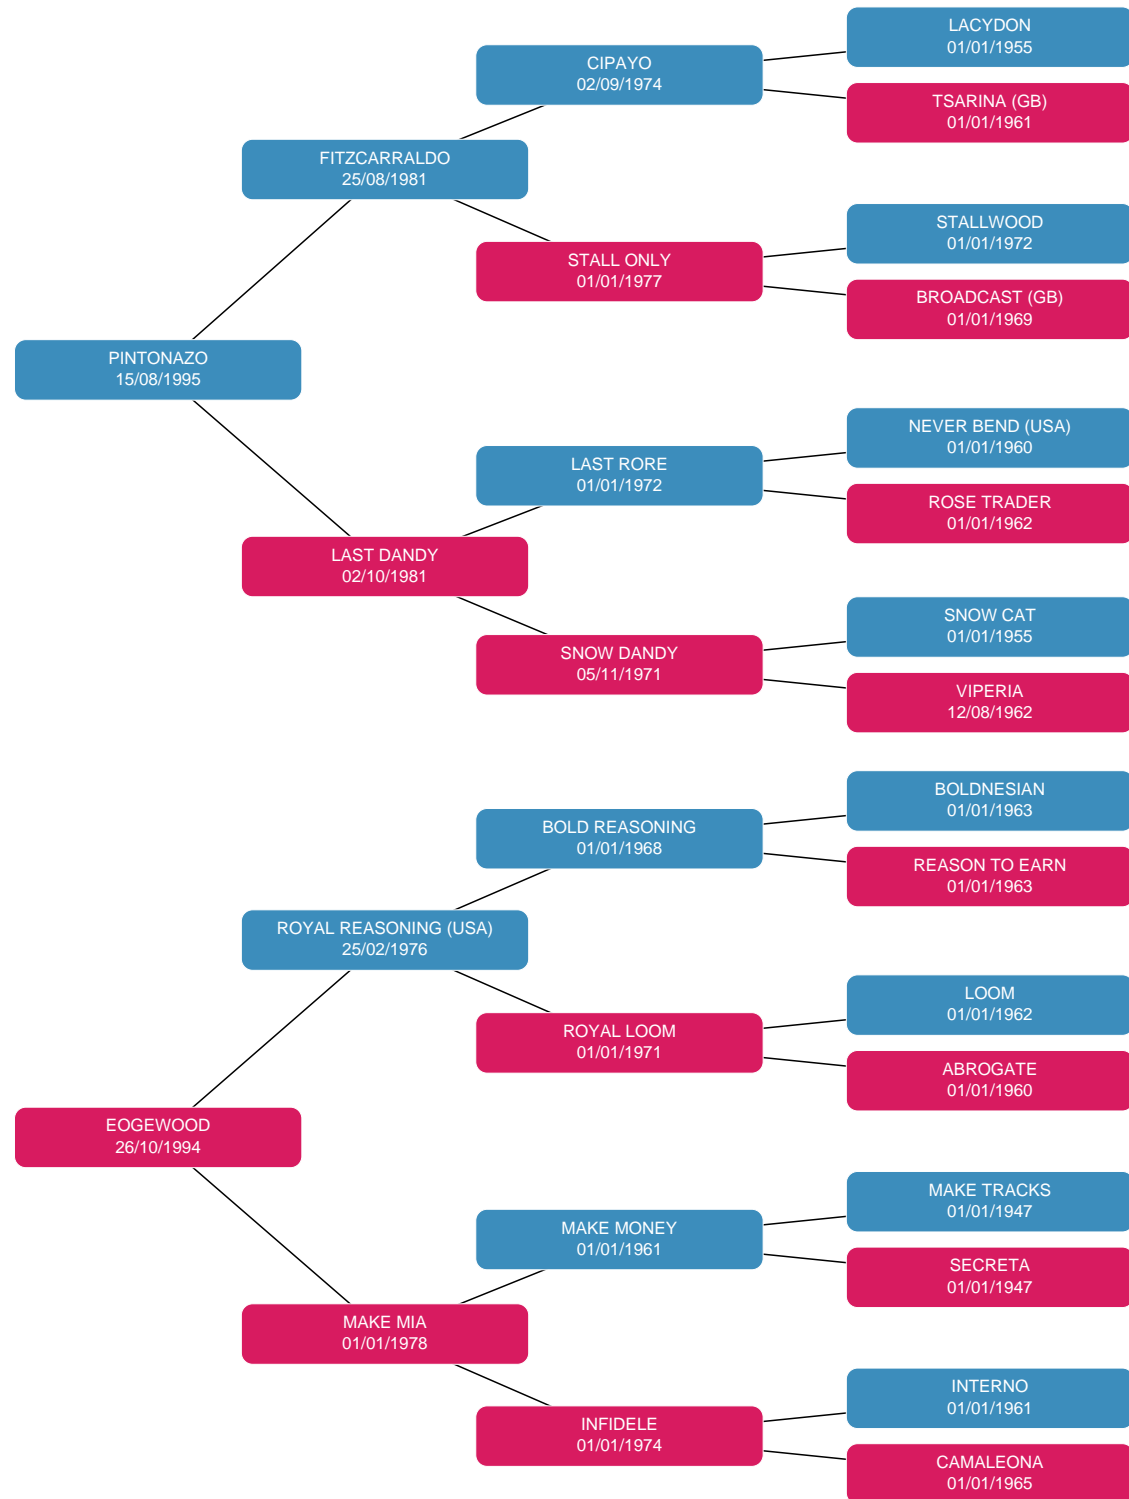 LACYDON
01/01/1955
CIPAYO
02/09/1974
TSARINA (GB)
01/01/1961
FITZCARRALDO
25/08/1981
STALLWOOD
01/01/1972
STALL ONLY
01/01/1977
BROADCAST (GB)
01/01/1969
PINTONAZO
15/08/1995
NEVER BEND (USA)
01/01/1960
LAST RORE
01/01/1972
ROSE TRADER
01/01/1962
LAST DANDY
02/10/1981
SNOW CAT
01/01/1955
SNOW DANDY
05/11/1971
VIPERIA
12/08/1962
BOLDNESIAN
01/01/1963
BOLD REASONING
01/01/1968
REASON TO EARN
01/01/1963
ROYAL REASONING (USA)
25/02/1976
LOOM
01/01/1962
ROYAL LOOM
01/01/1971
ABROGATE
01/01/1960
EOGEWOOD
26/10/1994
MAKE TRACKS
01/01/1947
MAKE MONEY
01/01/1961
SECRETA
01/01/1947
MAKE MIA
01/01/1978
INTERNO
01/01/1961
INFIDELE
01/01/1974
CAMALEONA
01/01/1965